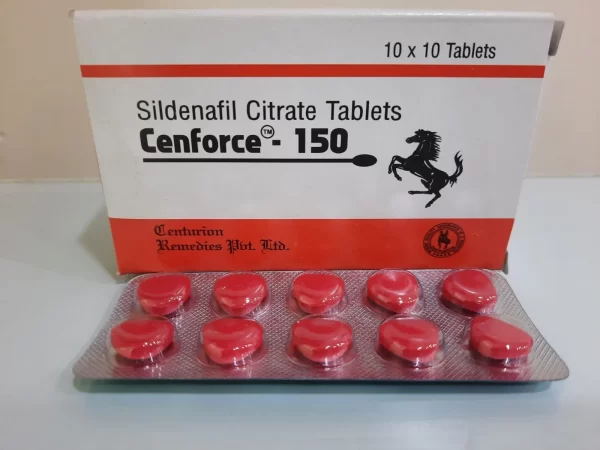 10 x 10 Tablets
Sildenafil Citrate Tablets
Cenforce™- 150
Centurion
Remedies Pvt. Ltd.